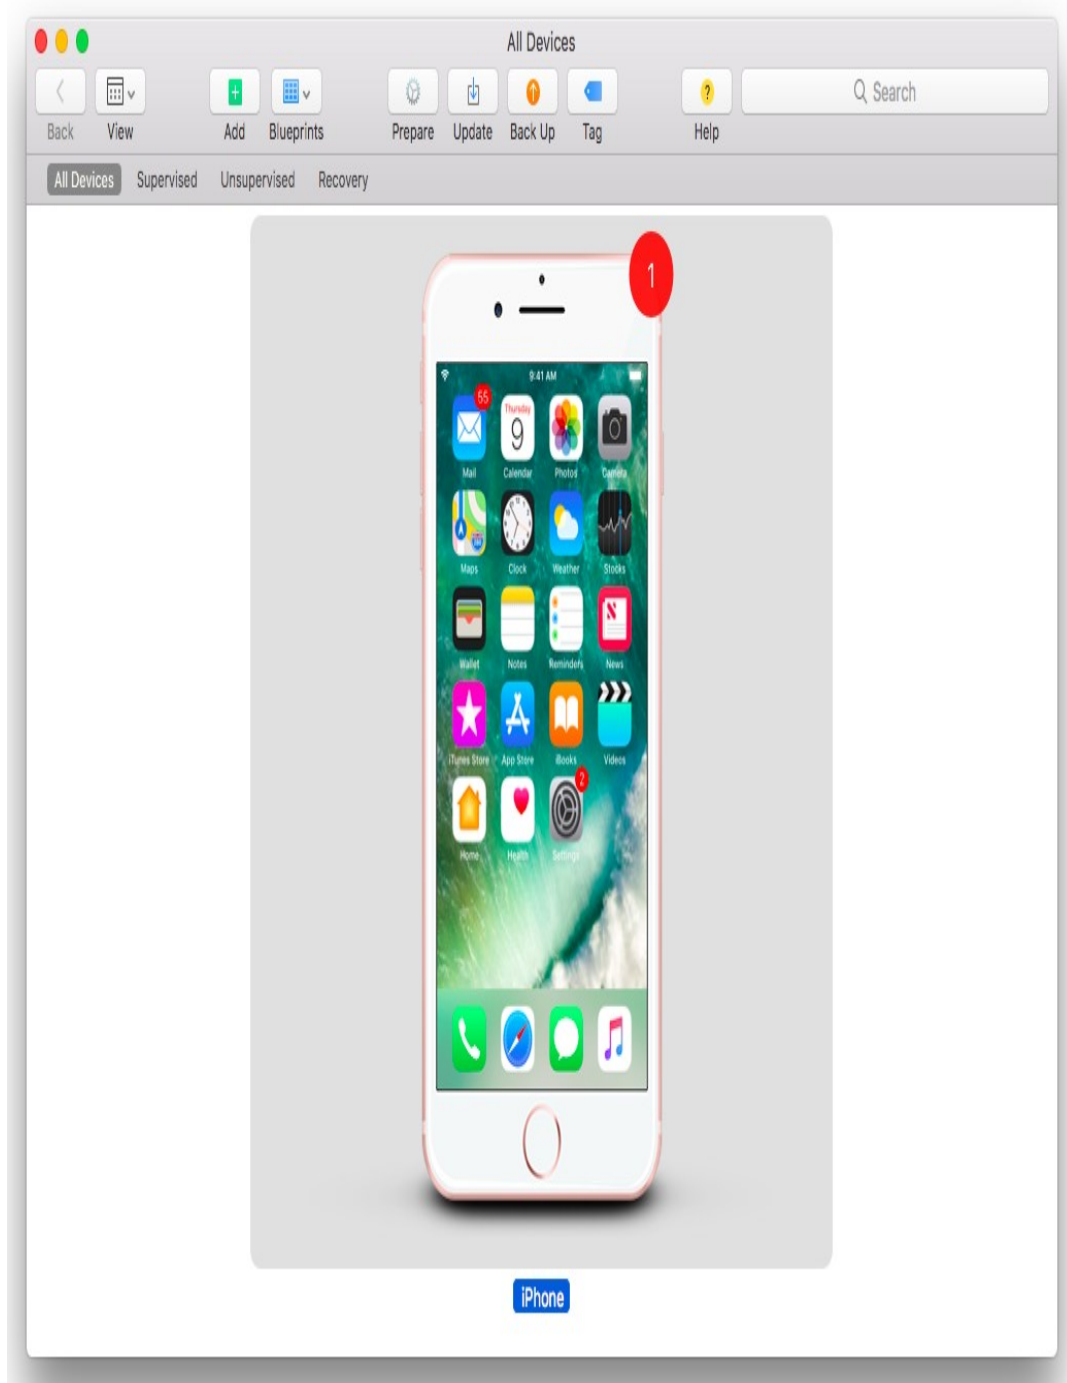 All Devices
Search
Back View Add Blueprints Prepare Update Back Up Tag Help
All Devices Supervised Unsupervised Recovery
1
9:41 AM
55
Thursday
9
Mail Calendar Photos Camera
280
Maps Clock Weather Stocks
Wallet Notes Reminders News
iTunes Store App Store iBooks Videos
2
Home Health Settings
iPhone